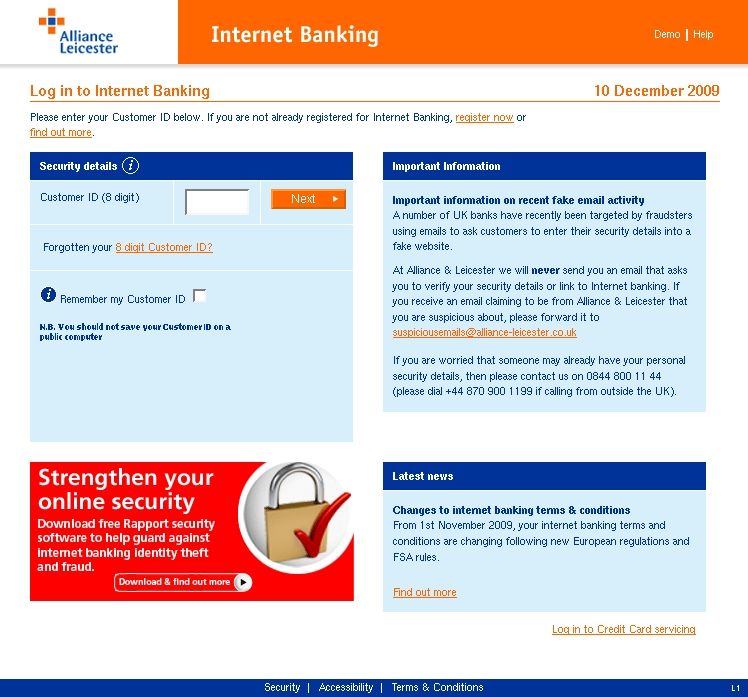 Alliance
Leicester
Internet Banking
Demo | Help
Log in to Internet Banking
10 December 2009
Please enter your Customer ID below. If you are not already registered for Internet Banking, register now or
find out more.
Security details i
Customer ID (8 digit)
Next
Forgotten your 8 digit Customer ID?
i Remember my Customer ID
N.B. You should not save your Customer ID on a
public computer
Important Information
Important information on recent fake email activity
A number of UK banks have recently been targeted by fraudsters
using emails to ask customers to enter their security details into a
fake website.
At Alliance & Leicester we will never send you an email that asks
you to verify your security details or link to Internet banking. If
you receive an email claiming to be from Alliance & Leicester that
you are suspicious about, please forward it to
suspiciousemails@alliance-leicester.co.uk
If you are worried that someone may already have your personal
security details, then please contact us on 0844 800 11 44
(please dial +44 870 900 1199 if calling from outside the UK).
Strengthen your
online security
Download free Rapport security
software to help guard against
internet banking identity theft
and fraud.
Download & find out more
Latest news
Changes to internet banking terms & conditions
From 1st November 2009, your internet banking terms and
conditions are changing following new European regulations and
FSA rules.
Find out more
Log in to Credit Card servicing
Security | Accessibility | Terms & Conditions
L1